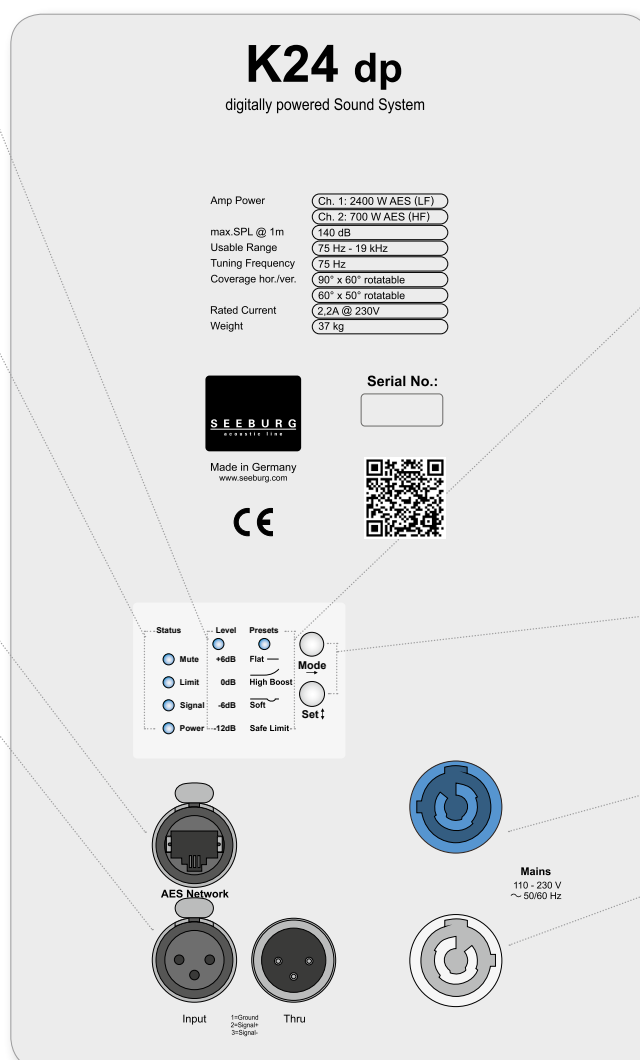 K24 dp
digitally powered Sound System
Amp Power Ch. 1: 2400 W AES (LF)
Ch. 2: 700 W AES (HF)
max.SPL @ 1m 140 dB
Usable Range 75 Hz - 19 kHz
Tuning Frequency 75 Hz
Coverage hor./ver. 90° x 60° rotatable
60° x 50° rotatable
Rated Current 2,2A @ 230V
Weight 37 kg
SEEBURG
acoustic line
Made in Germany
www.seeburg.com
CE
Serial No.:
Status Level Presets
Mute +6dB Flat
Limit 0dB High Boost
Signal -6dB Soft
Power -12dB Safe Limit
Mode
Set
AES Network
Mains
110 - 230 V
~ 50/60 Hz
Input
1=Ground
2=Signal+
3=Signal-
Thru